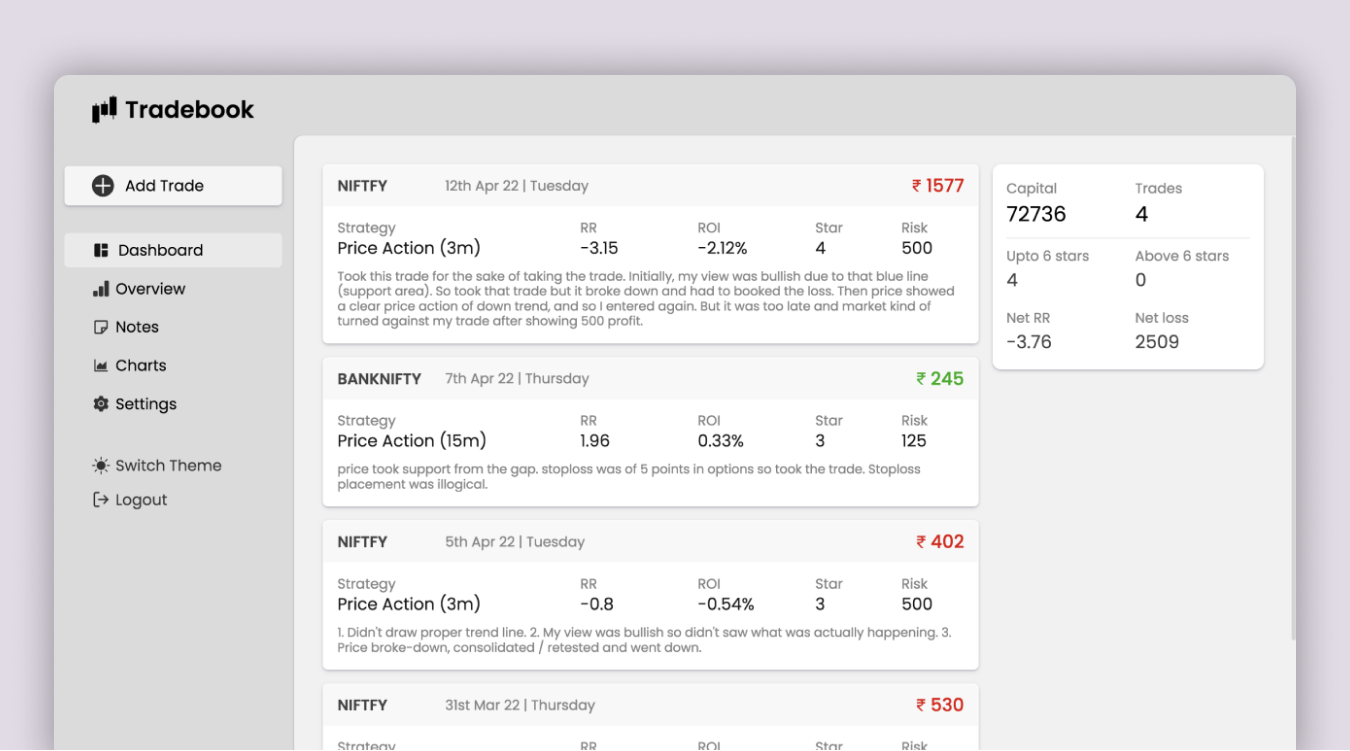 Tradebook
Add Trade
Dashboard
Overview
Notes
Charts
Settings
Switch Theme
Logout
NIFTFY 12th Apr 22 | Tuesday ₹ 1577
Strategy RR ROI Star Risk
Price Action (3m) -3.15 -2.12% 4 500
Took this trade for the sake of taking the trade. Initially, my view was bullish due to that blue line
(support area). So took that trade but it broke down and had to booked the loss. Then price showed
a clear price action of down trend, and so I entered again. But it was too late and market kind of
turned against my trade after showing 500 profit.
BANKNIFTY 7th Apr 22 | Thursday ₹ 245
Strategy RR ROI Star Risk
Price Action (15m) 1.96 0.33% 3 125
price took support from the gap. stoploss was of 5 points in options so took the trade. Stoploss
placement was illogical.
NIFTFY 5th Apr 22 | Tuesday ₹ 402
Strategy RR ROI Star Risk
Price Action (3m) -0.8 -0.54% 3 500
1. Didn't draw proper trend line. 2. My view was bullish so didn't saw what was actually happening. 3.
Price broke-down, consolidated / retested and went down.
NIFTFY 31st Mar 22 | Thursday ₹ 530
Strategy RR ROI Star Risk
Capital Trades
72736 4
Upto 6 stars Above 6 stars
4 0
Net RR Net loss
-3.76 2509